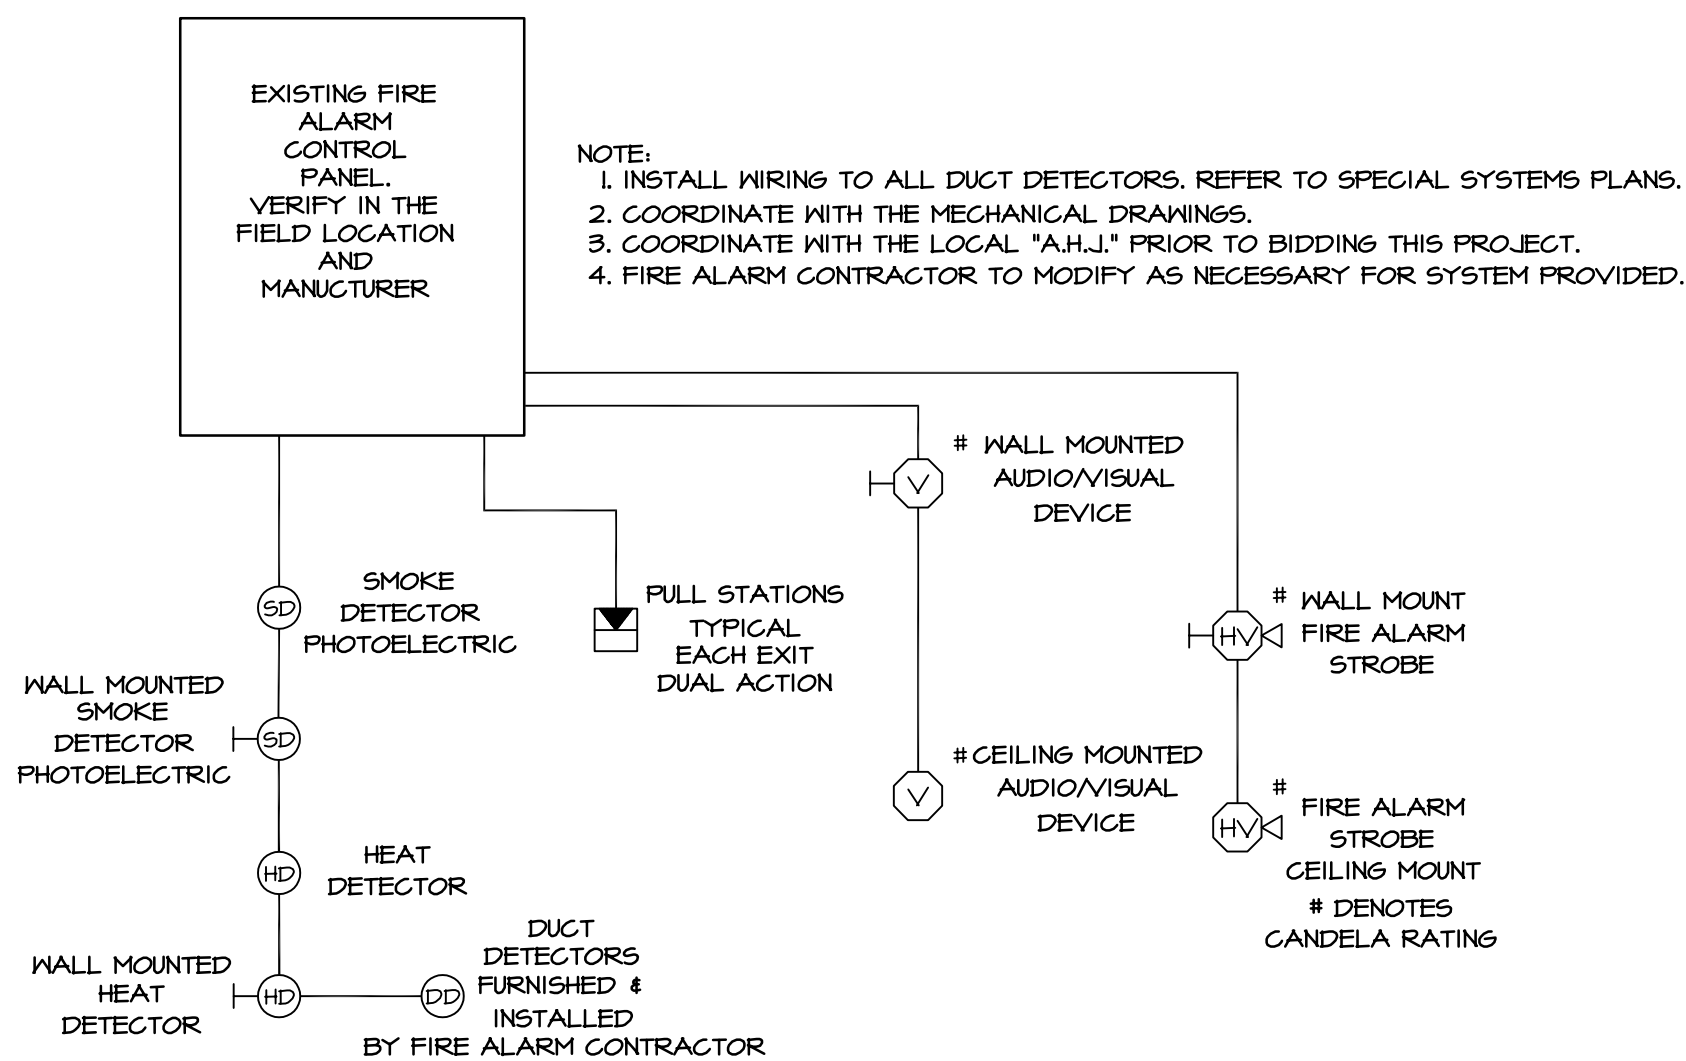 EXISTING FIRE
ALARM
CONTROL
PANEL.
VERIFY IN THE
FIELD LOCATION
AND
MANUCTURER
NOTE:
1. INSTALL WIRING TO ALL DUCT DETECTORS. REFER TO SPECIAL SYSTEMS PLANS.
2. COORDINATE WITH THE MECHANICAL DRAWINGS.
3. COORDINATE WITH THE LOCAL "A.H.J." PRIOR TO BIDDING THIS PROJECT.
4. FIRE ALARM CONTRACTOR TO MODIFY AS NECESSARY FOR SYSTEM PROVIDED.
# WALL MOUNTED
AUDIO/VISUAL
DEVICE
V
SD
SMOKE
DETECTOR
PHOTOELECTRIC
PULL STATIONS
TYPICAL
EACH EXIT
DUAL ACTION
# WALL MOUNT
FIRE ALARM
STROBE
HV
WALL MOUNTED
SMOKE
DETECTOR
PHOTOELECTRIC
SD
# CEILING MOUNTED
AUDIO/VISUAL
DEVICE
V
#
FIRE ALARM
STROBE
CEILING MOUNT
HV
# DENOTES
CANDELA RATING
HD
HEAT
DETECTOR
WALL MOUNTED
HEAT
DETECTOR
HD
DD
DUCT
DETECTORS
FURNISHED &
INSTALLED
BY FIRE ALARM CONTRACTOR